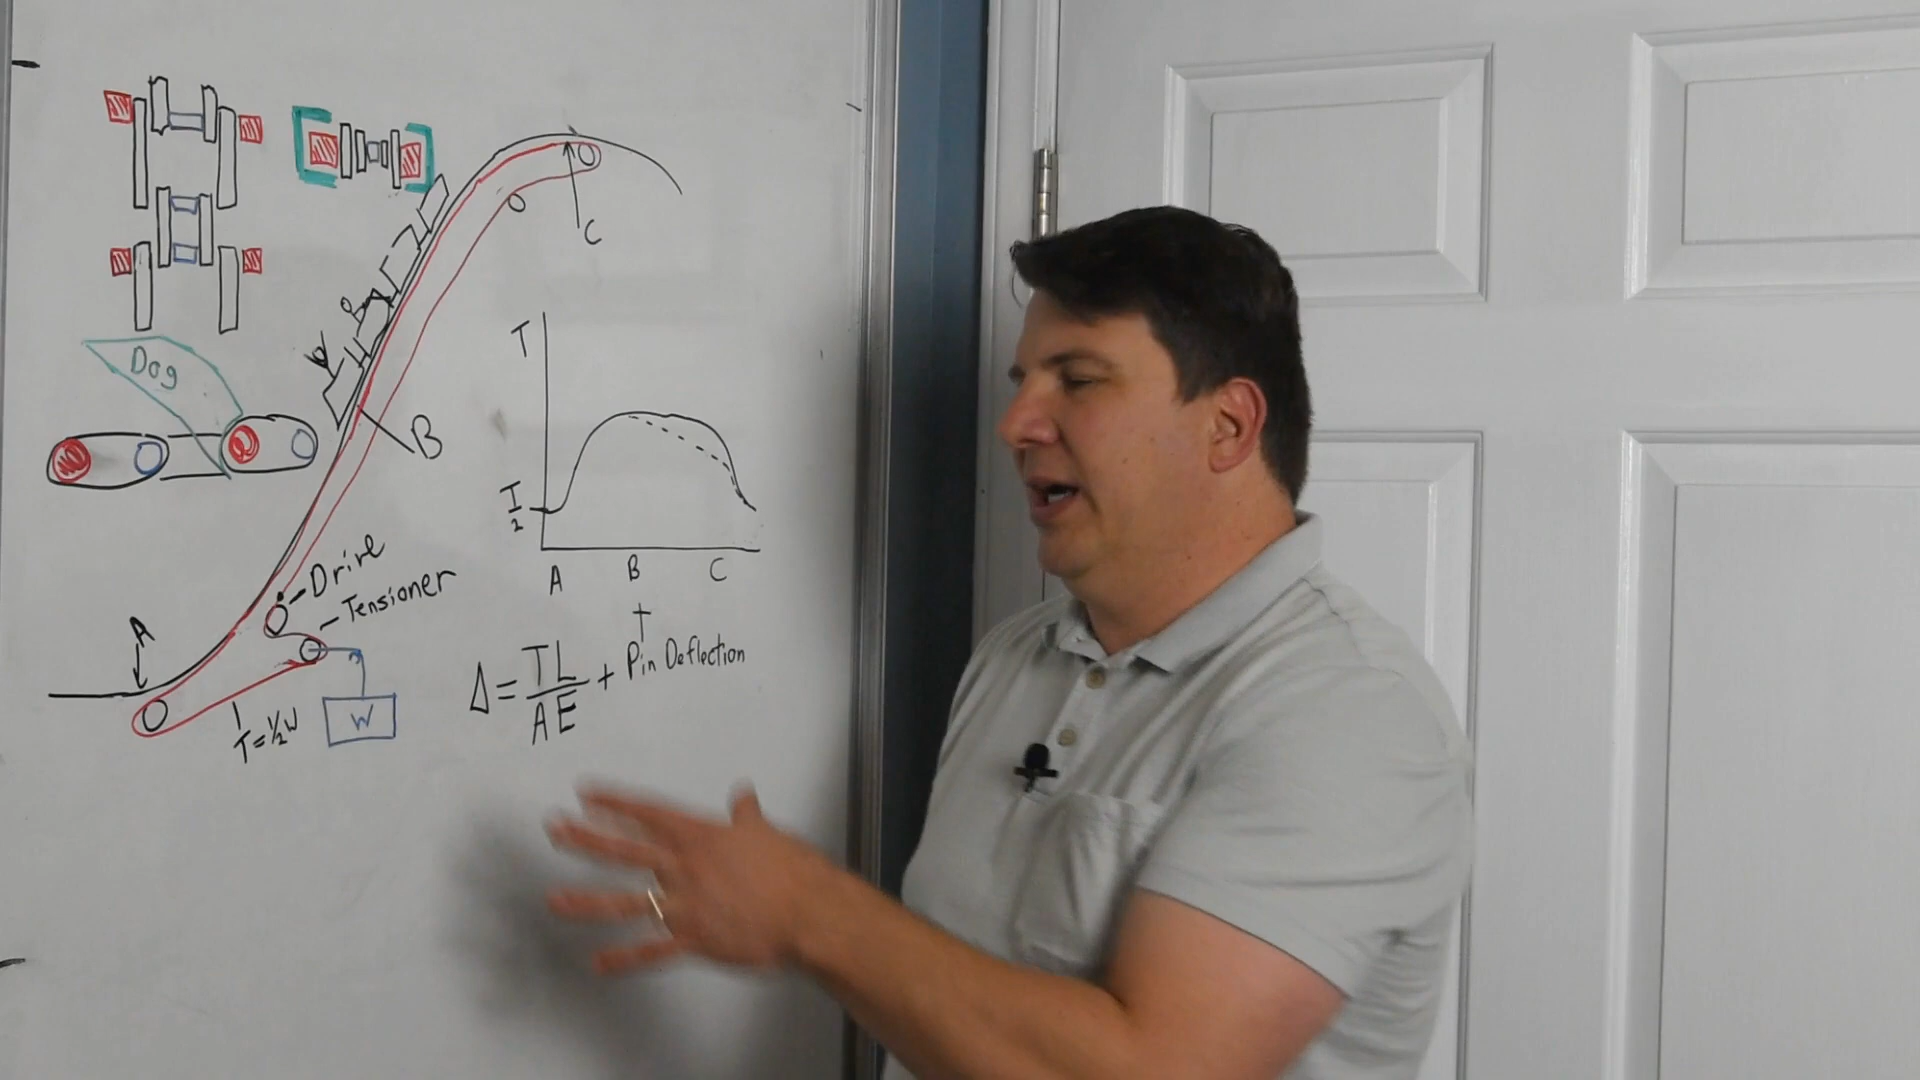 C
Dog
B
T
T/2
A B C
Drive
Tensioner
A
T=½W
W
Δ = TL/AE + Pin Deflection